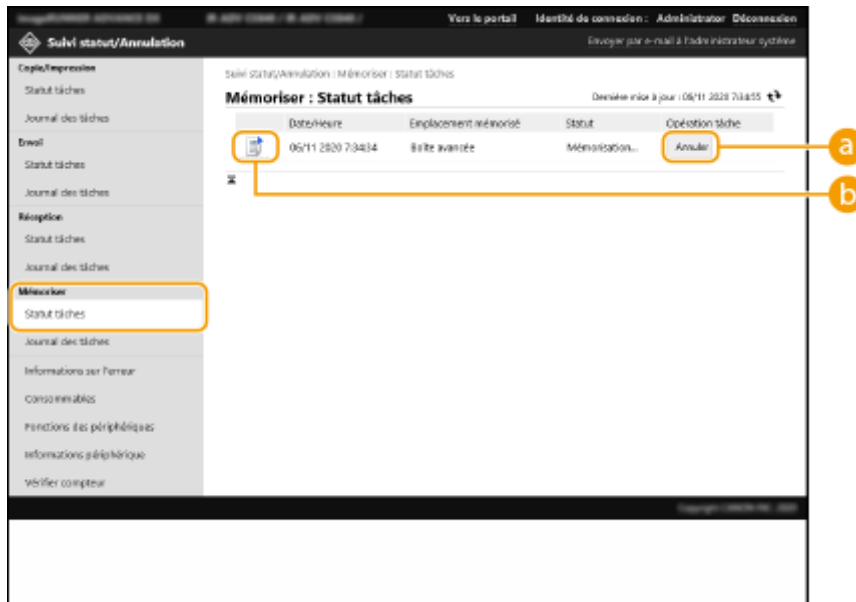 Vers le portail Identité de connexion : Administrator Déconnexion
Suivi statut/Annulation
Envoyer par e-mail à l'administrateur système
Copie/Impression
Statut tâches
Journal des tâches
Envoi
Statut tâches
Journal des tâches
Réception
Statut tâches
Journal des tâches
Mémoriser
Statut tâches
Journal des tâches
Informations sur l'erreur
Consommables
Fonctions des périphériques
Informations périphérique
Vérifier compteur
Suivi statut/Annulation : Mémoriser : Statut tâches
Mémoriser : Statut tâches
Dernière mise à jour : 06/11 2020 7:34:55
Date/Heure Emplacement mémorisé Statut Opération tâche
06/11 2020 7:34:34 Boîte avancée Mémorisation... Annuler
a
b